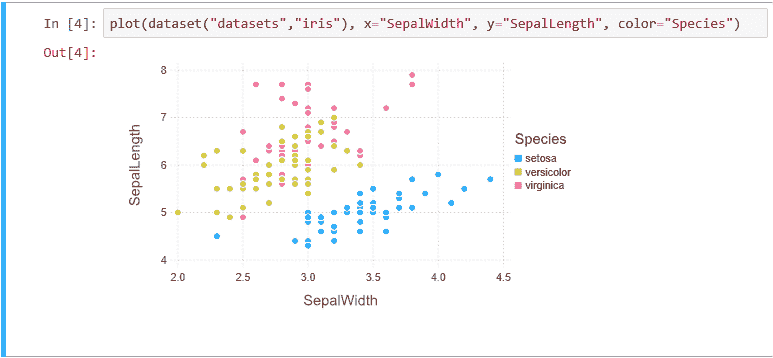 In [4]: plot(dataset("datasets","iris"), x="SepalWidth", y="SepalLength", color="Species")
Out[4]:
8
7
6
5
4
SepalLength
2.0 2.5 3.0 3.5 4.0 4.5
SepalWidth
Species
setosa
versicolor
virginica